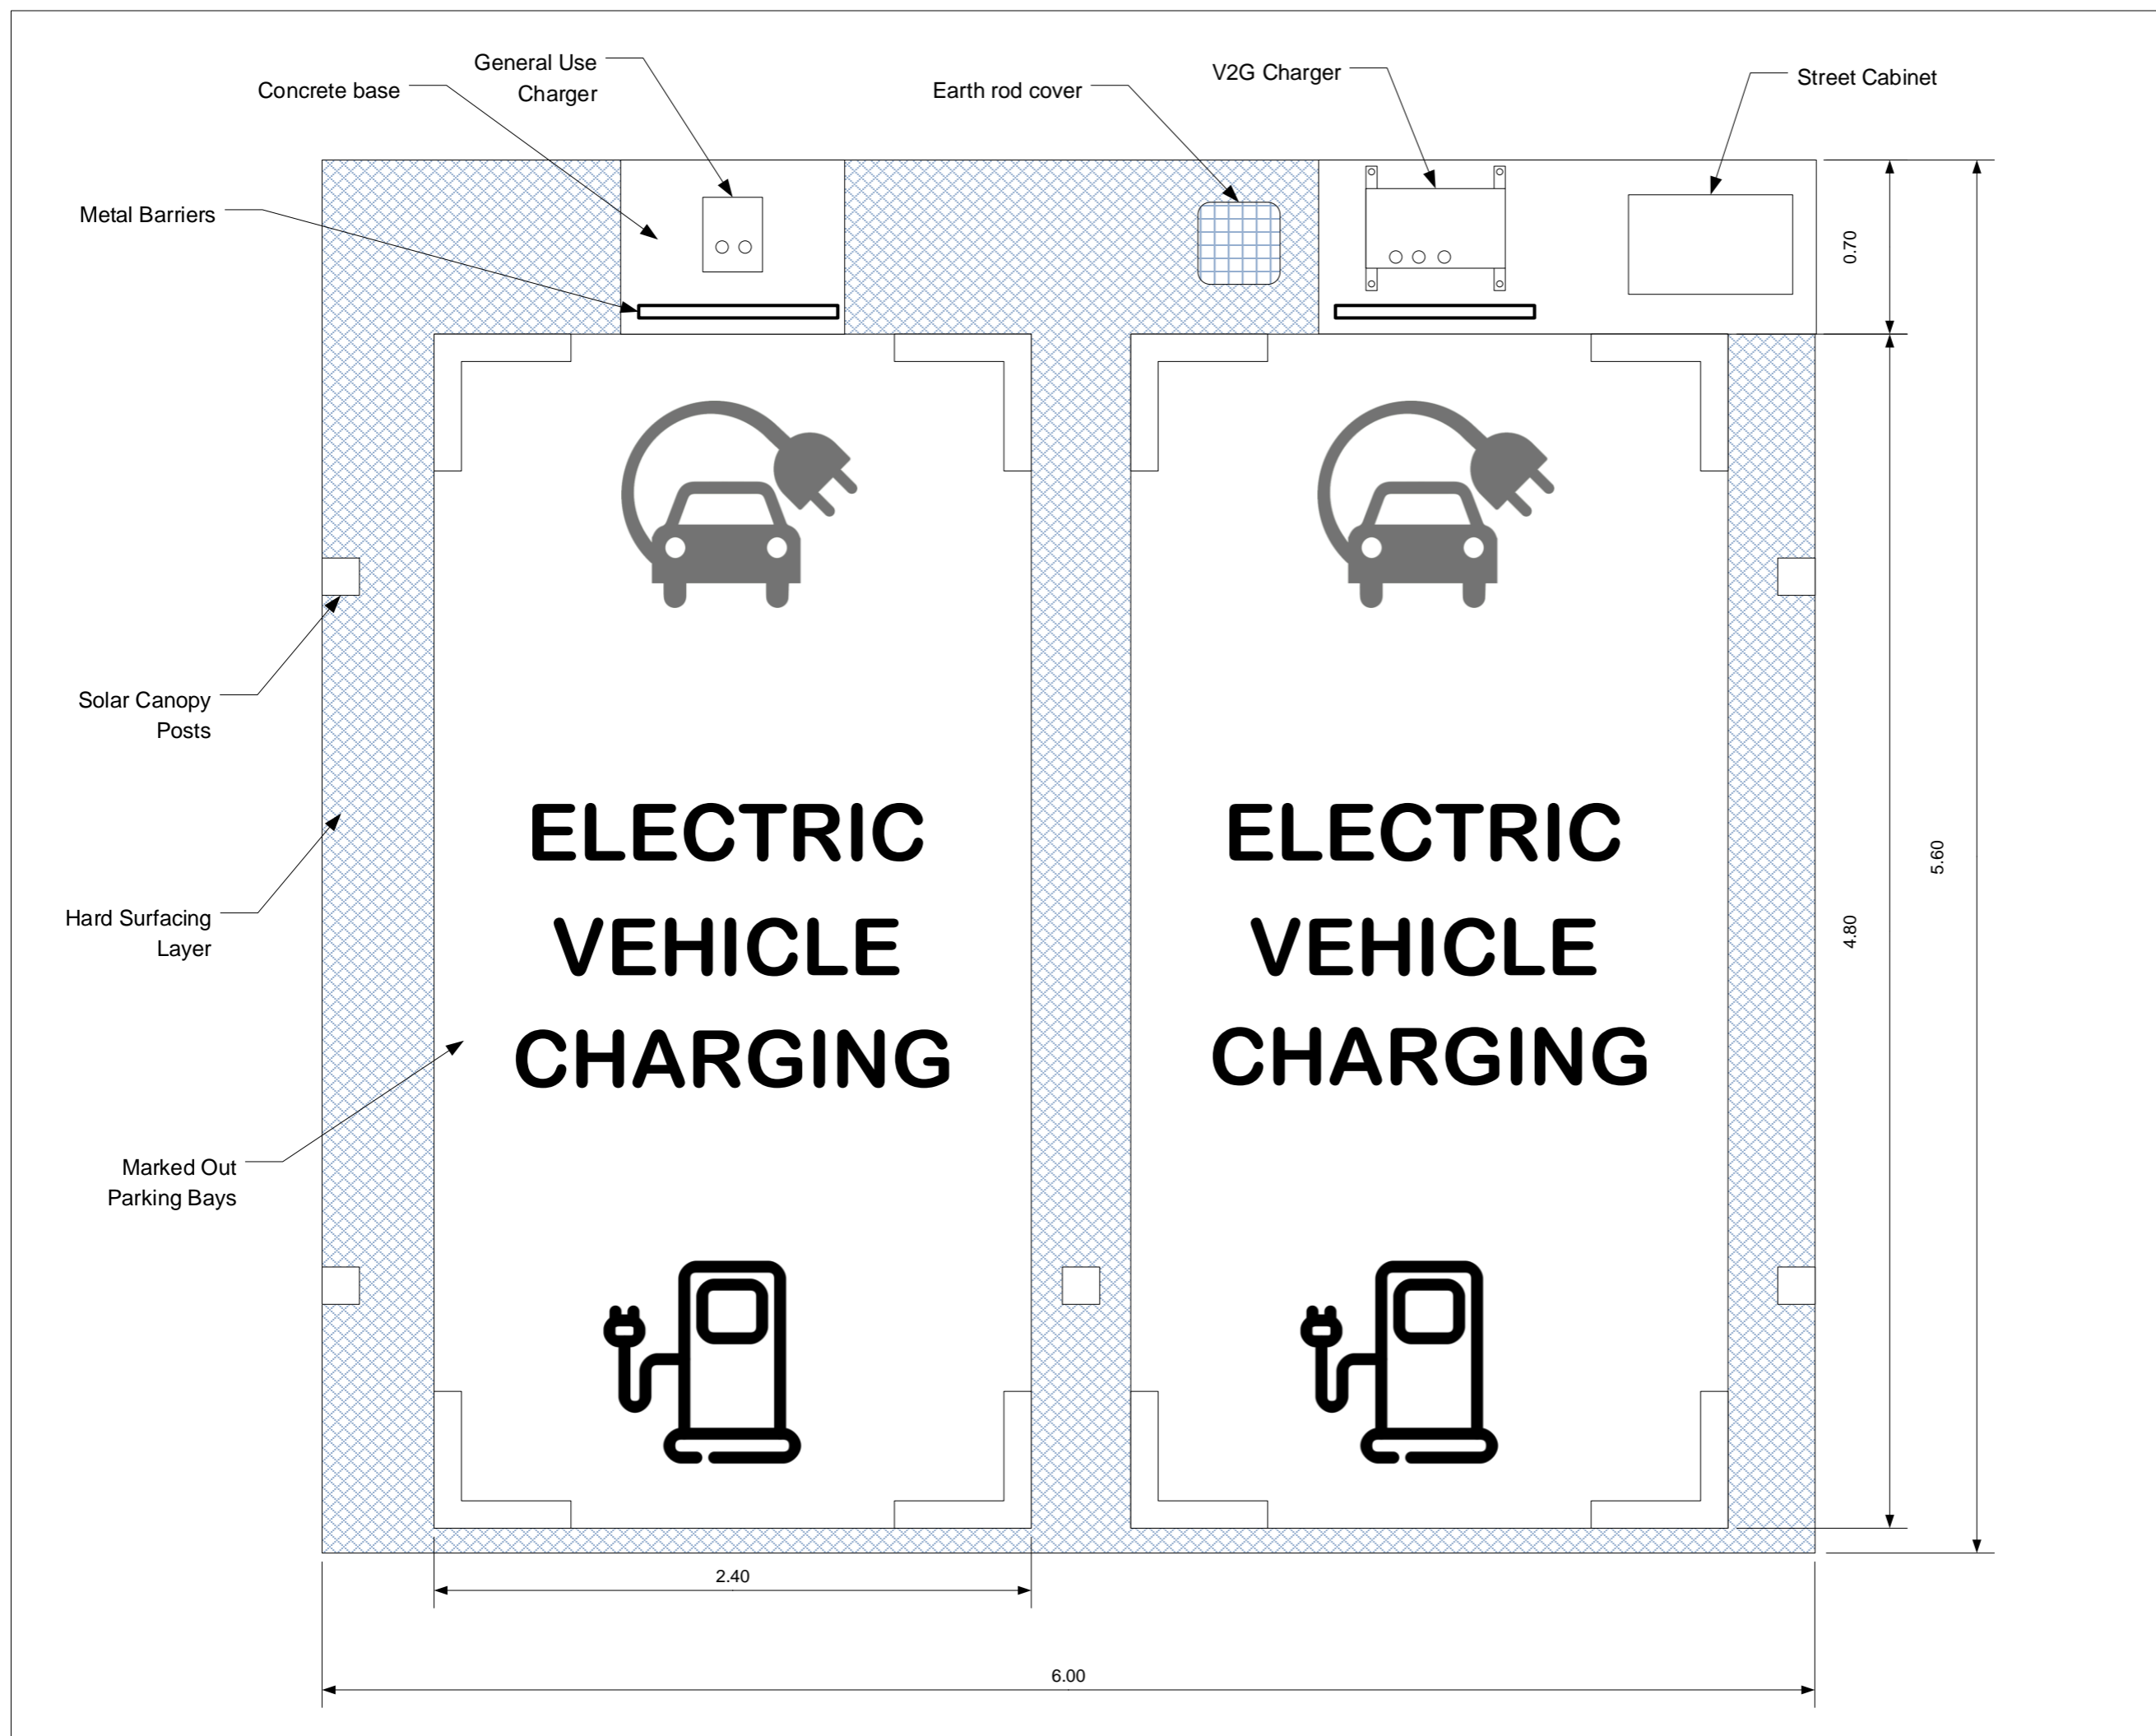 General Use
Charger
Concrete base
Earth rod cover
V2G Charger
Street Cabinet
Metal Barriers
0.70
Solar Canopy
Posts
Hard Surfacing
Layer
Marked Out
Parking Bays
ELECTRIC
VEHICLE
CHARGING
ELECTRIC
VEHICLE
CHARGING
5.60
4.80
2.40
6.00